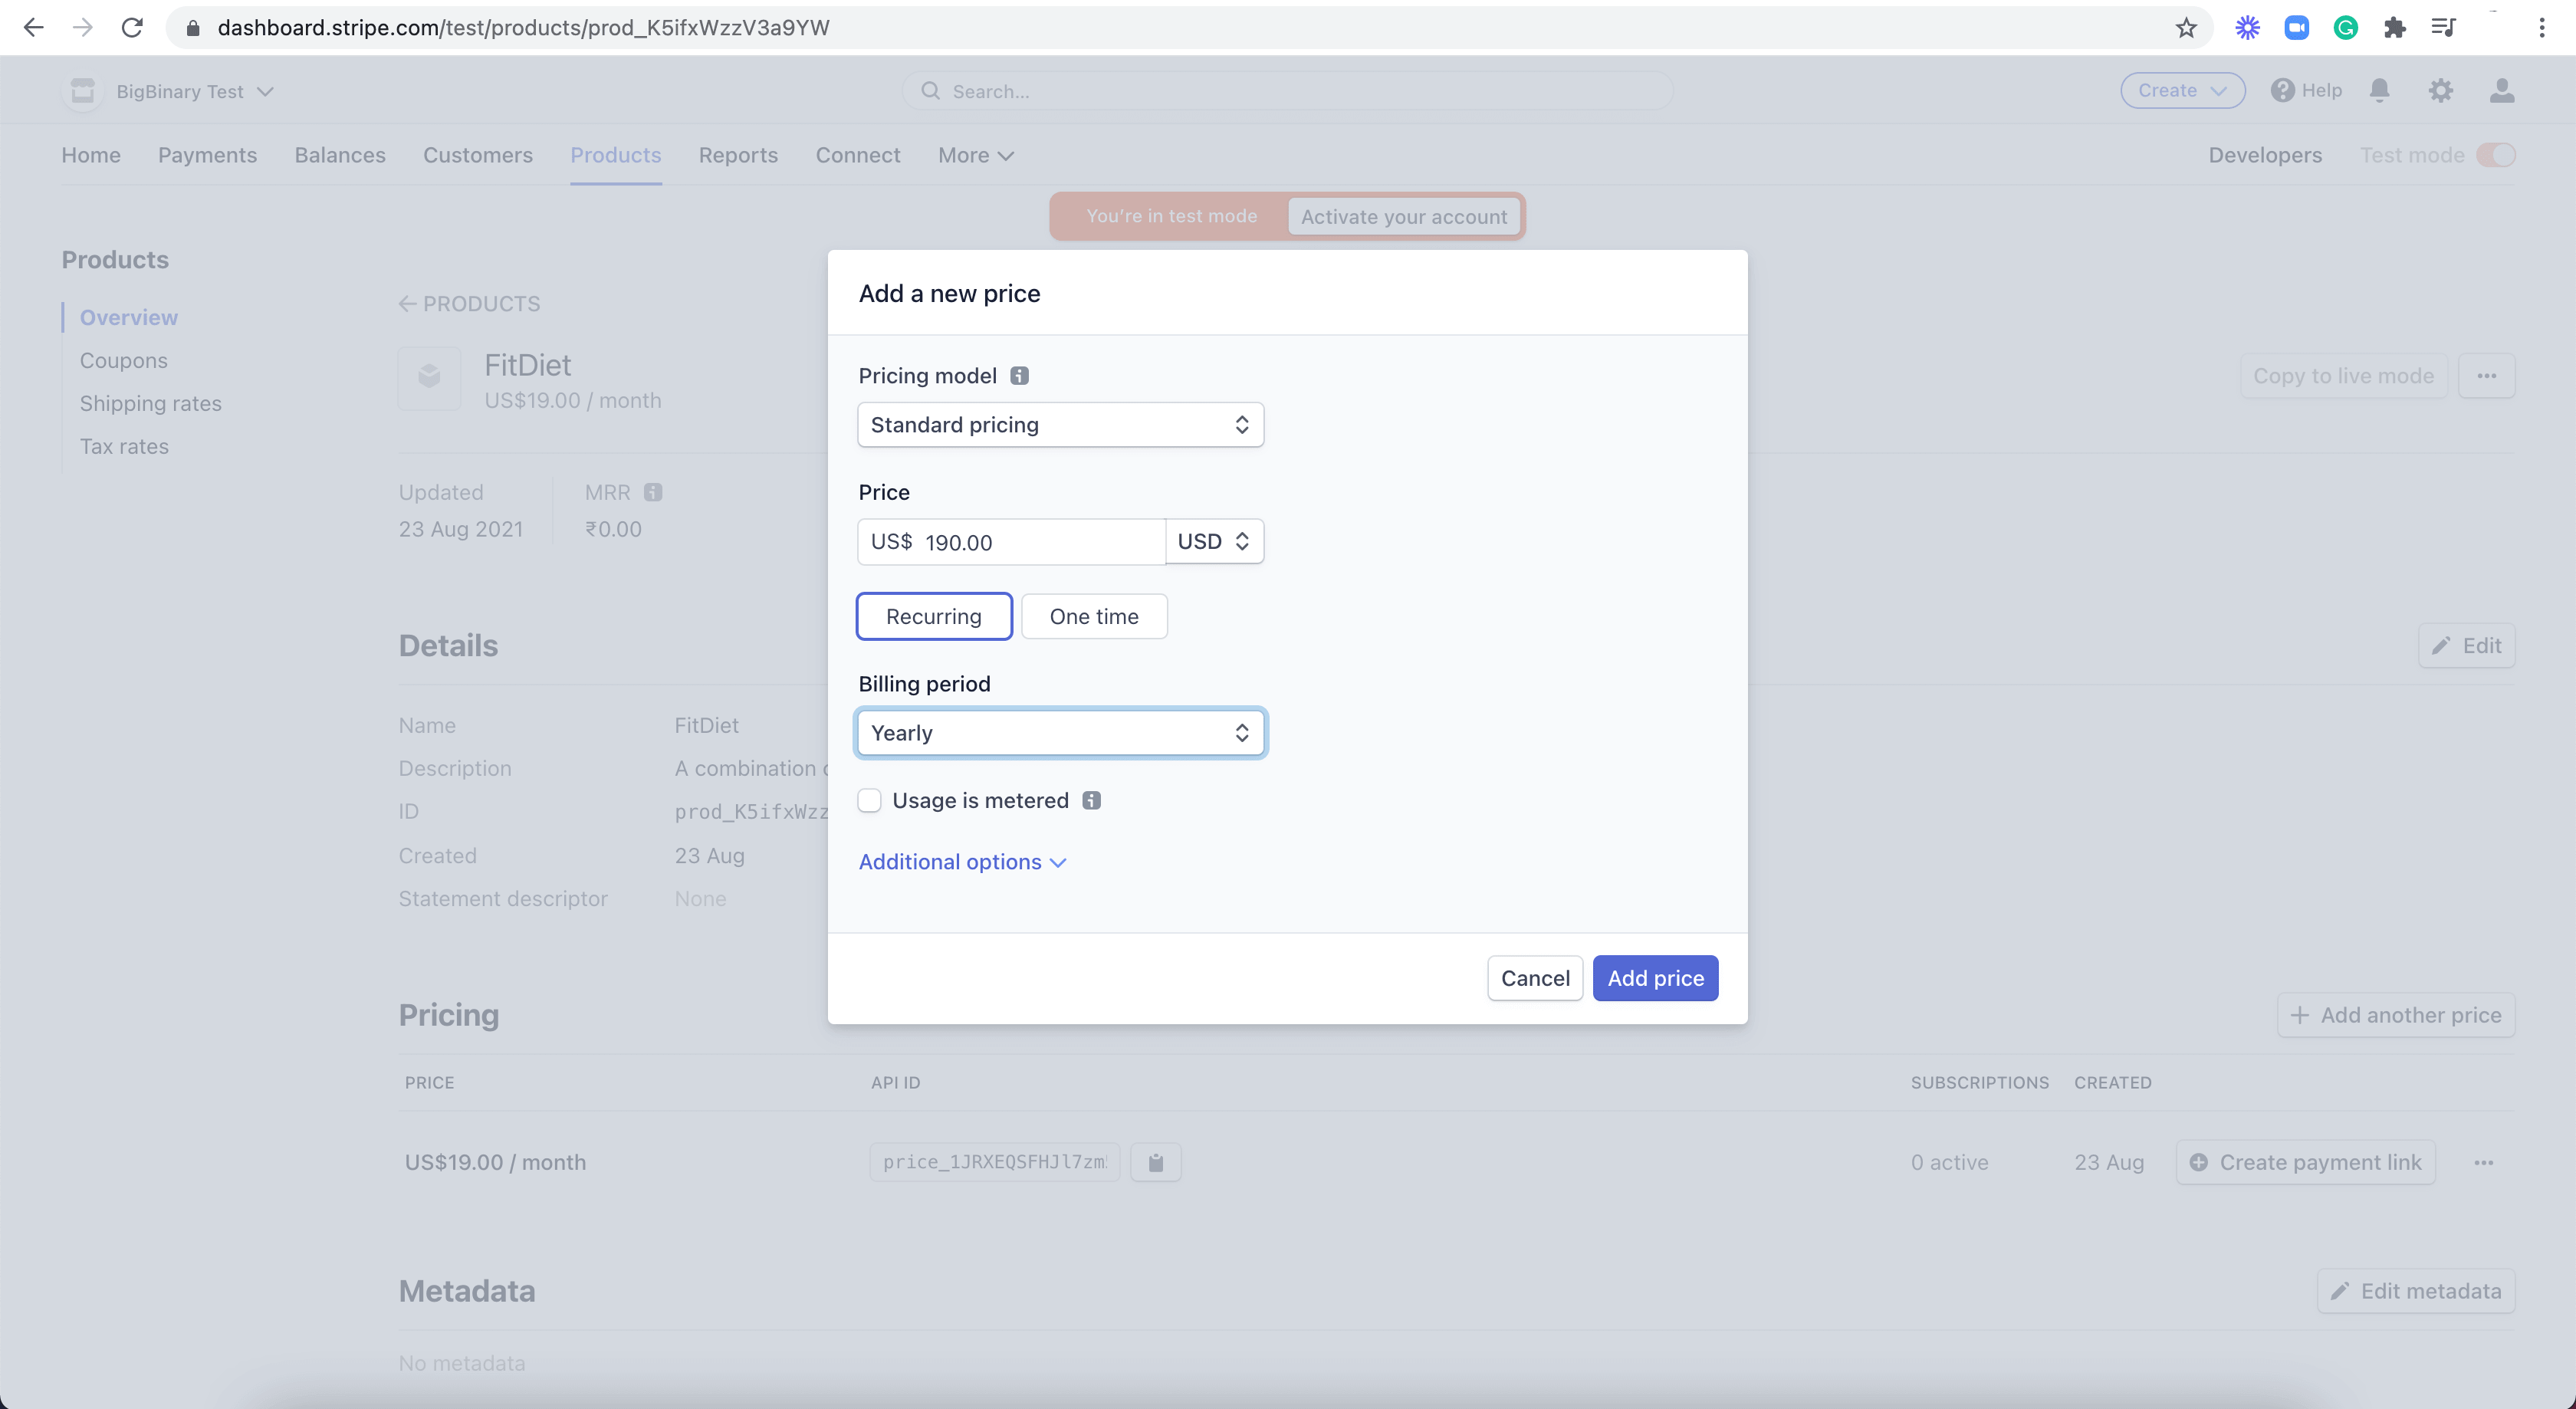 dashboard.stripe.com/test/products/prod_K5ifxWzzV3a9YW
BigBinary Test
Search...
Create
Help
Home Payments Balances Customers Products Reports Connect More
Developers Test mode
You're in test mode Activate your account
Products
Overview
Coupons
Shipping rates
Tax rates
PRODUCTS
FitDiet
US$19.00 / month
Copy to live mode
Updated
23 Aug 2021
MRR
₹0.00
Details
Edit
Name FitDiet
Description A combination
ID prod_K5ifxWzz
Created 23 Aug
Statement descriptor None
Add a new price
Pricing model
Standard pricing
Price
US$ 190.00 USD
Recurring One time
Billing period
Yearly
Usage is metered
Additional options
Cancel Add price
Pricing
Add another price
PRICE API ID SUBSCRIPTIONS CREATED
US$19.00 / month price_1JRXEQSFHJl7zm 0 active 23 Aug Create payment link
Metadata
Edit metadata
No metadata